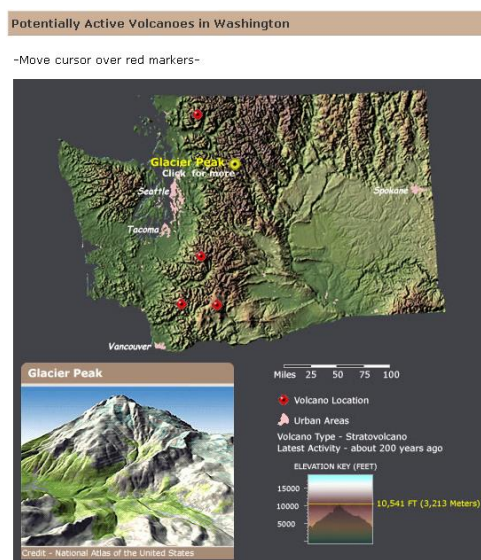 Potentially Active Volcanoes in Washington
-Move cursor over red markers-
Glacier Peak
Click for more
Seattle
Spokane
Tacoma
Vancouver
Glacier Peak
Miles 25 50 75 100
Volcano Location
Urban Areas
Volcano Type - Stratovolcano
Latest Activity - about 200 years ago
ELEVATION KEY (FEET)
15000
10000
10,541 FT (3,213 Meters)
5000
Credit - National Atlas of the United States